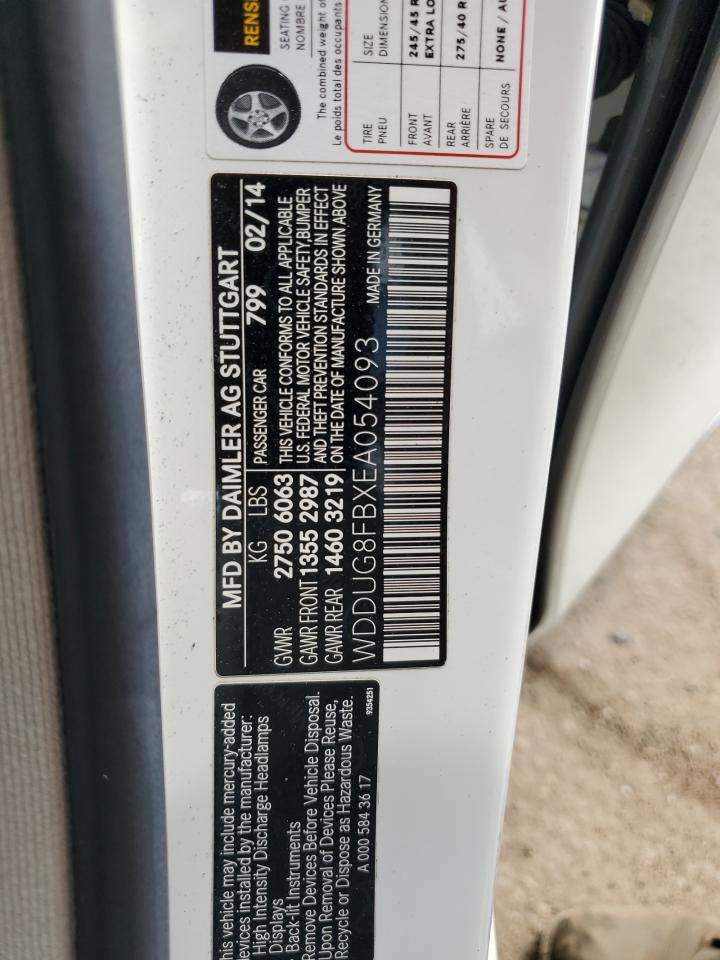 MFD BY DAIMLER AG STUTTGART
KG LBS PASSENGER CAR 799 02/14
GVWR 2750 6063 THIS VEHICLE CONFORMS TO ALL APPLICABLE
GAWR FRONT 1355 2987 U.S. FEDERAL MOTOR VEHICLE SAFETY,BUMPER
GAWR REAR 1460 3219 AND THEFT PREVENTION STANDARDS IN EFFECT
ON THE DATE OF MANUFACTURE SHOWN ABOVE
WDDUG8FBXEA054093 MADE IN GERMANY
RENS
SEATING
NOMBRE
The combined weight of
Le poids total des occupants
TIRE SIZE
PNEU DIMENSION
FRONT 245/45 R
AVANT EXTRA LO
REAR 275/40 R
ARRIÈRE
SPARE NONE / AU
DE SECOURS
his vehicle may include mercury-added
evices installed by the manufacturer:
High Intensity Discharge Headlamps
Displays
Back-lit Instruments
Remove Devices Before Vehicle Disposal.
Upon Removal of Devices Please Reuse,
Recycle or Dispose as Hazardous Waste.
A 000 584 36 17
9354251